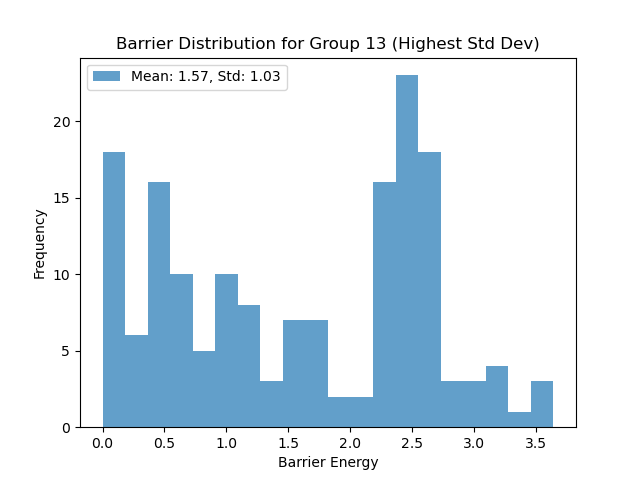 Barrier Distribution for Group 13 (Highest Std Dev)
Mean: 1.57, Std: 1.03
20
15
10
5
0
Frequency
0.0 0.5 1.0 1.5 2.0 2.5 3.0 3.5
Barrier Energy